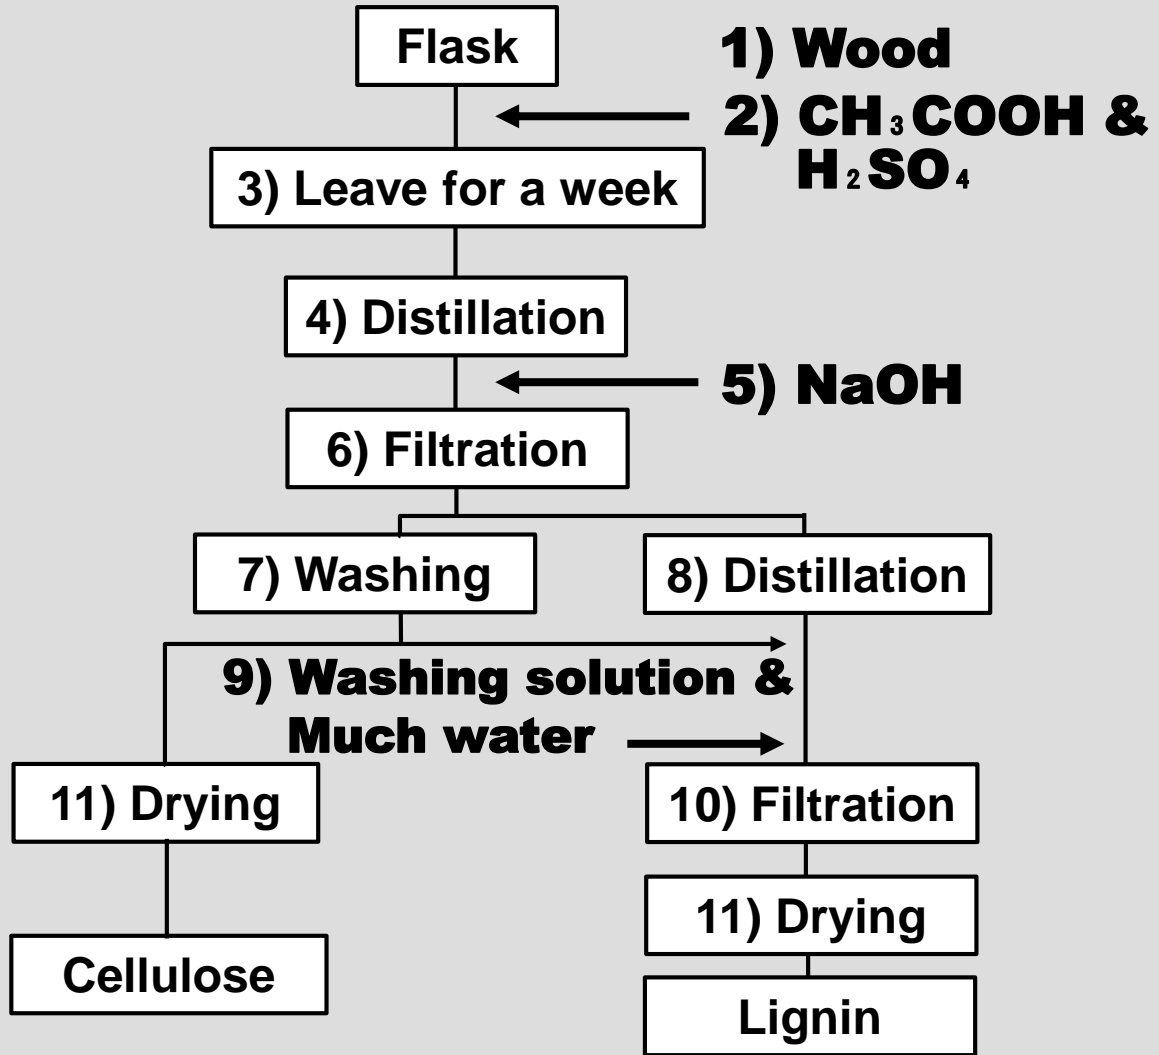 Flask
1) Wood
2) CH₃COOH &
H₂SO₄
3) Leave for a week
4) Distillation
5) NaOH
6) Filtration
7) Washing
8) Distillation
9) Washing solution &
Much water
11) Drying
10) Filtration
11) Drying
Cellulose
Lignin